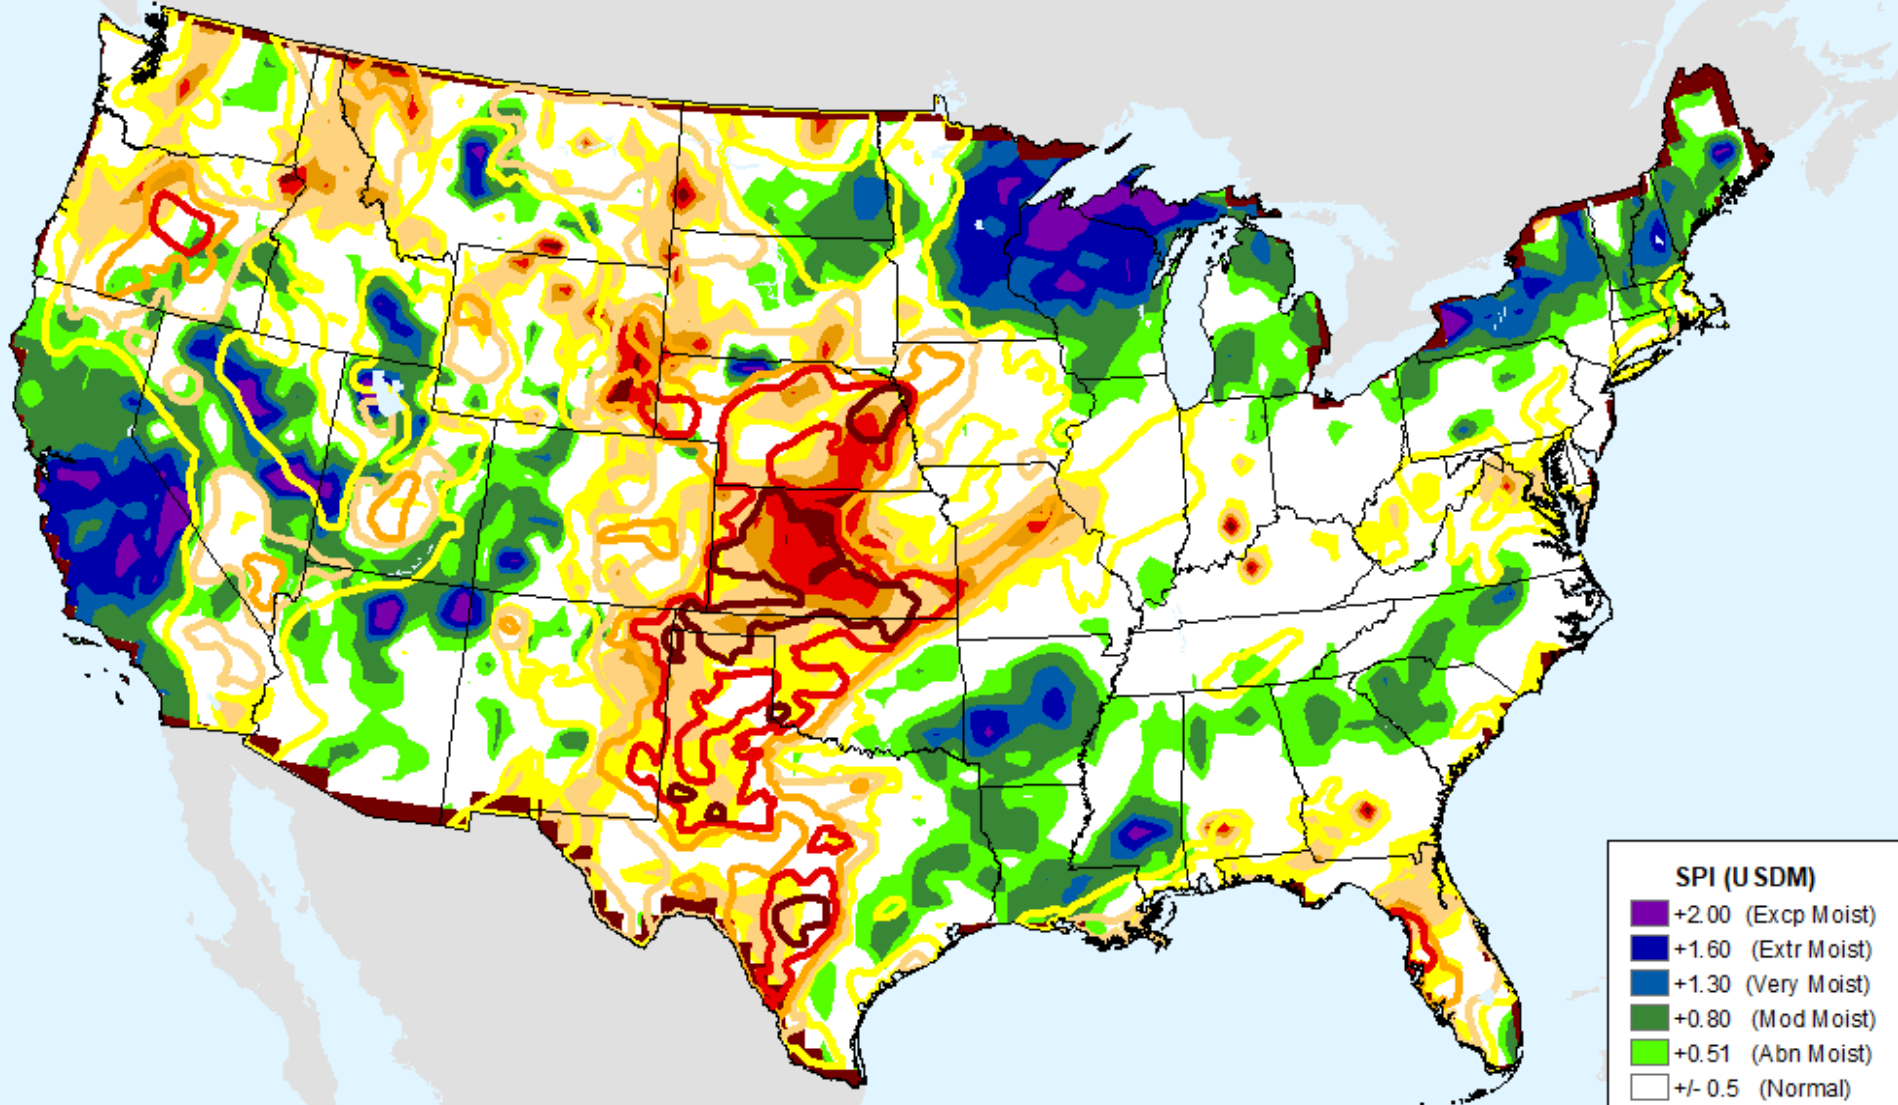 SPI (USDM)
+2.00 (Excp Moist)
+1.60 (Extr Moist)
+1.30 (Very Moist)
+0.80 (Mod Moist)
+0.51 (Abn Moist)
+/- 0.5 (Normal)